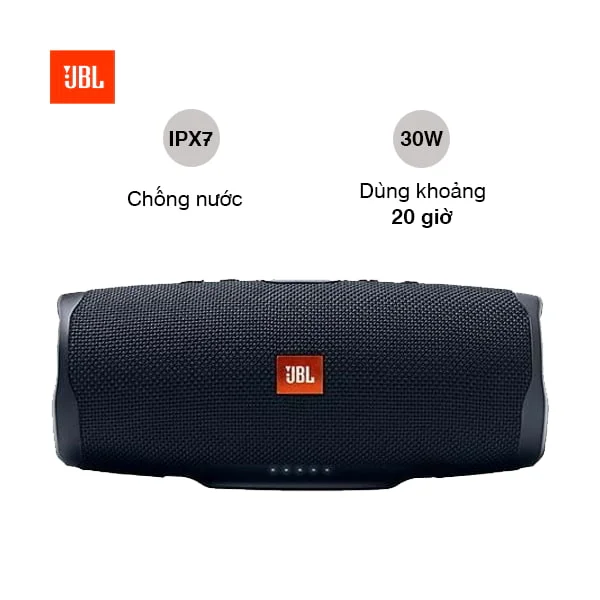 JBL
IPX7
30W
Chống nước
Dùng khoảng
20 giờ
JBL